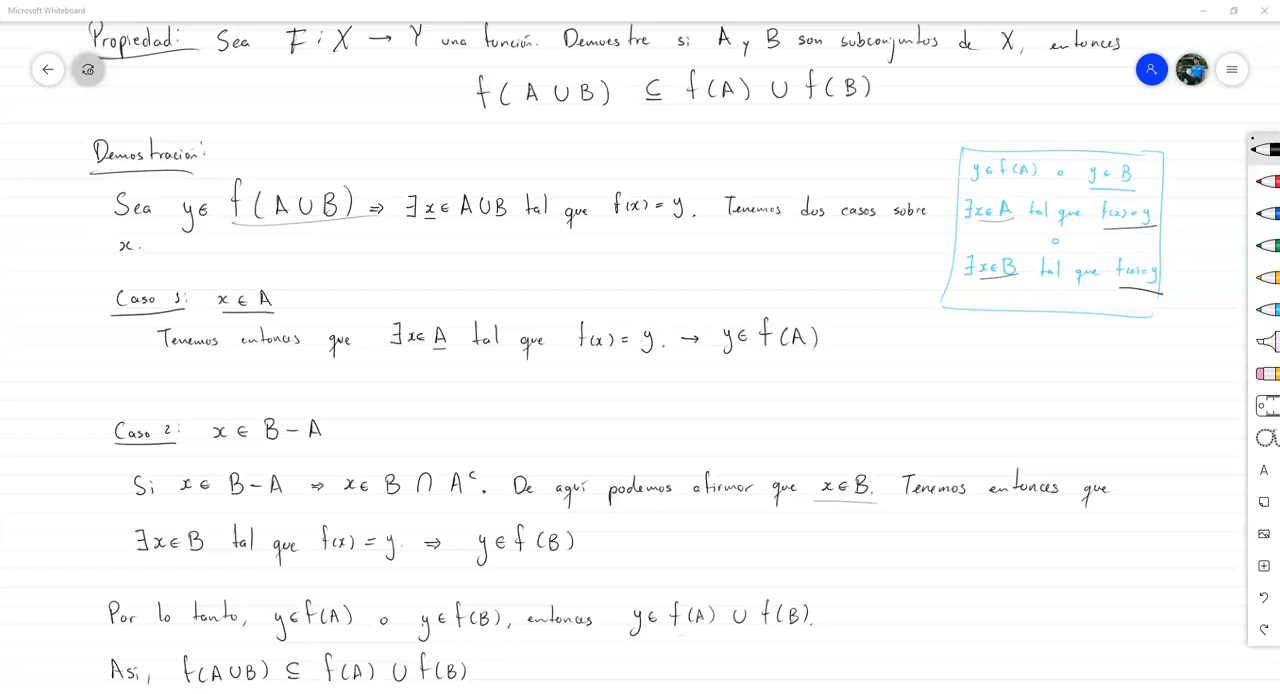 Microsoft Whiteboard
Propiedad: Sea F: X → Y una función. Demuestre si A y B son subconjuntos de X, entonces
f(A ∪ B) ⊆ f(A) ∪ f(B)
Demostración:
Sea y ∈ f(A ∪ B) ⇒ ∃x ∈ A ∪ B tal que f(x) = y. Tenemos dos casos sobre
x.
y ∈ f(A) o y ∈ B
∃x ∈ A tal que f(x) = y
o
∃x ∈ B tal que f(x) = y
Caso 1: x ∈ A
Tenemos entonces que ∃x ∈ A tal que f(x) = y. → y ∈ f(A)
Caso 2: x ∈ B − A
Si x ∈ B − A ⇒ x ∈ B ∩ Aᶜ. De aquí podemos afirmar que x ∈ B. Tenemos entonces que
∃x ∈ B tal que f(x) = y. ⇒ y ∈ f(B)
Por lo tanto, y ∈ f(A) o y ∈ f(B), entonces y ∈ f(A) ∪ f(B).
Asi, f(A ∪ B) ⊆ f(A) ∪ f(B)
A